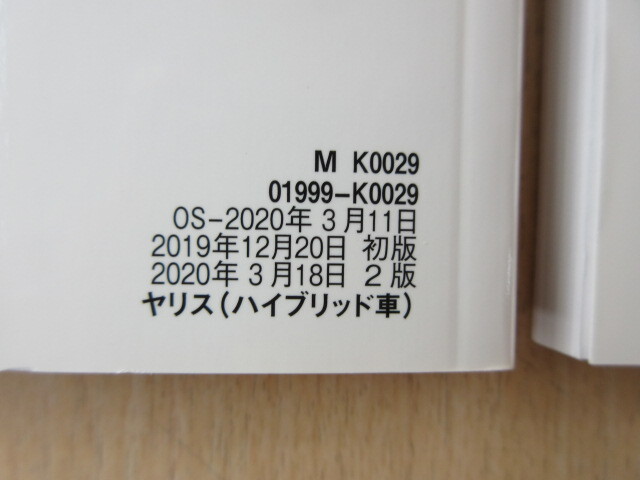 M K0029
01999-K0029
OS-2020年3月11日
2019年12月20日 初版
2020年3月18日 2版
ヤリス(ハイブリッド車)